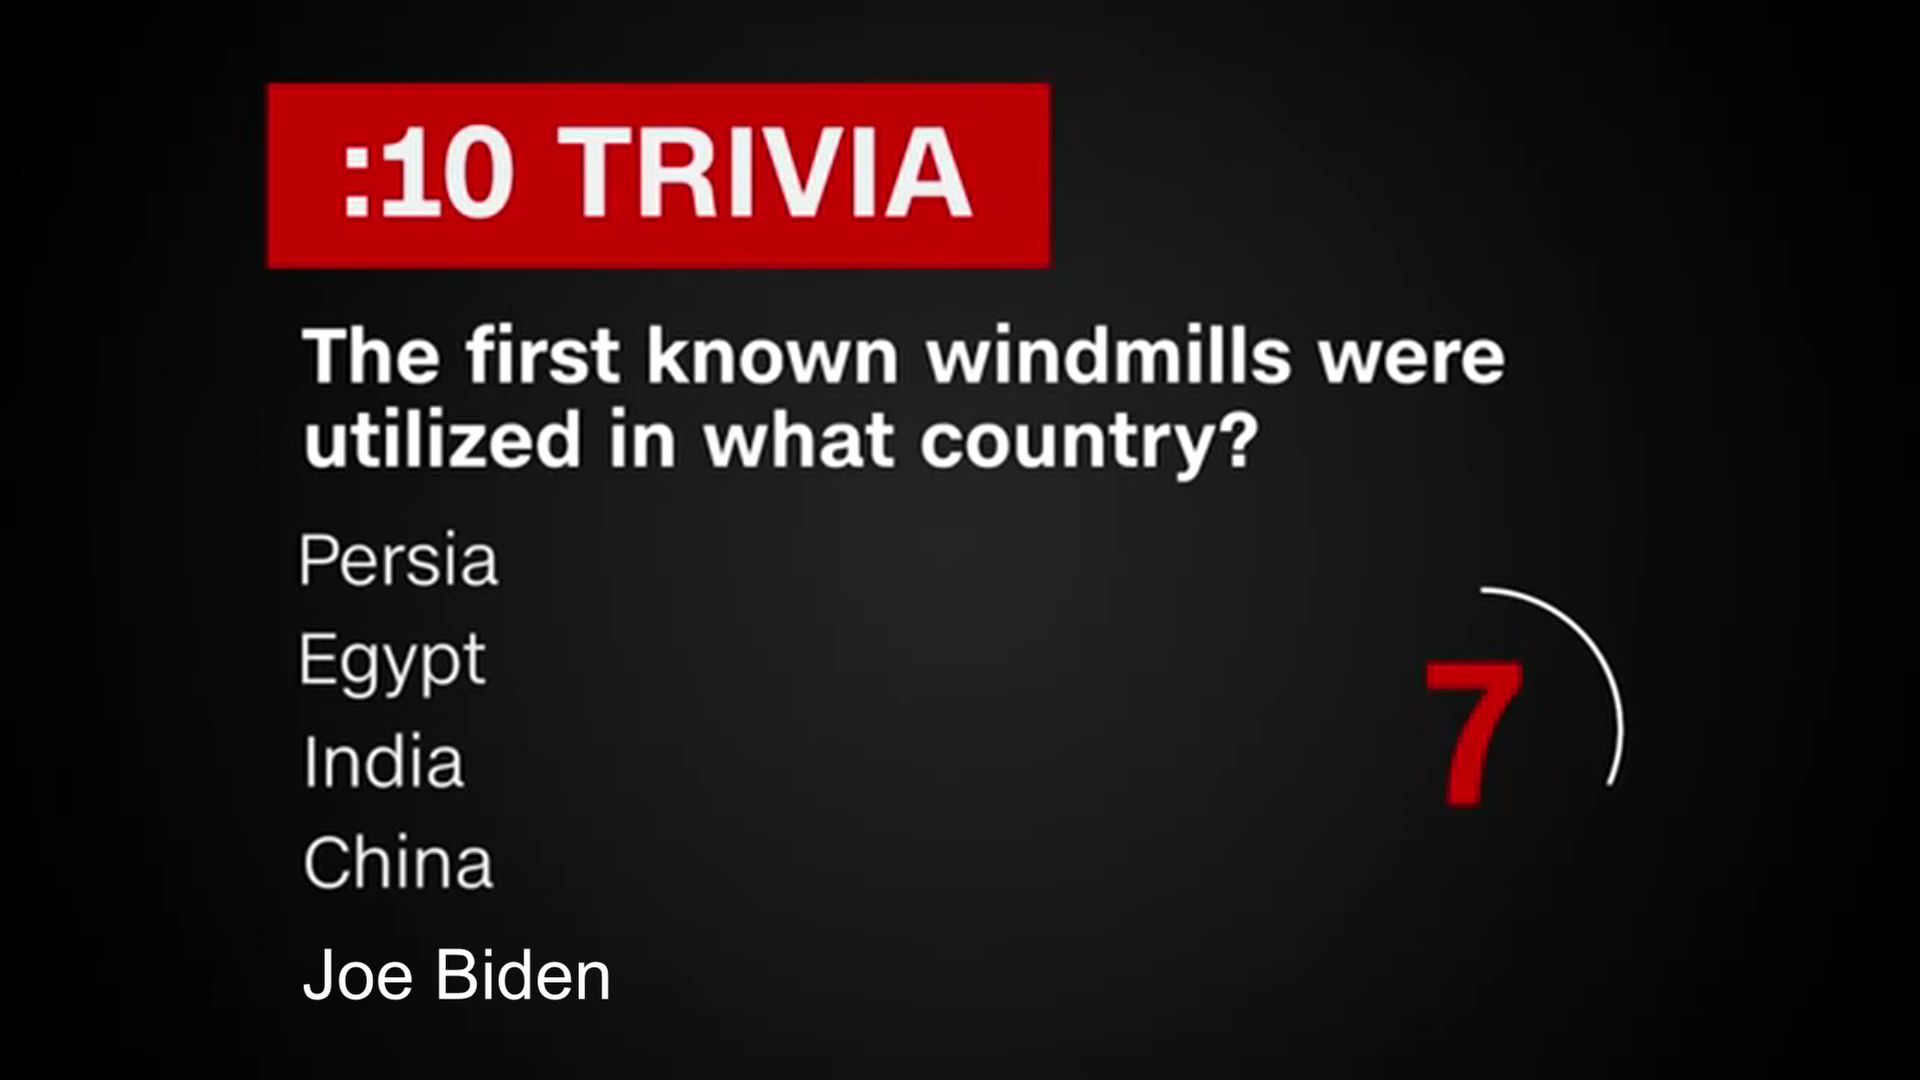 :10 TRIVIA
The first known windmills were
utilized in what country?
Persia
Egypt
India
China
Joe Biden
7